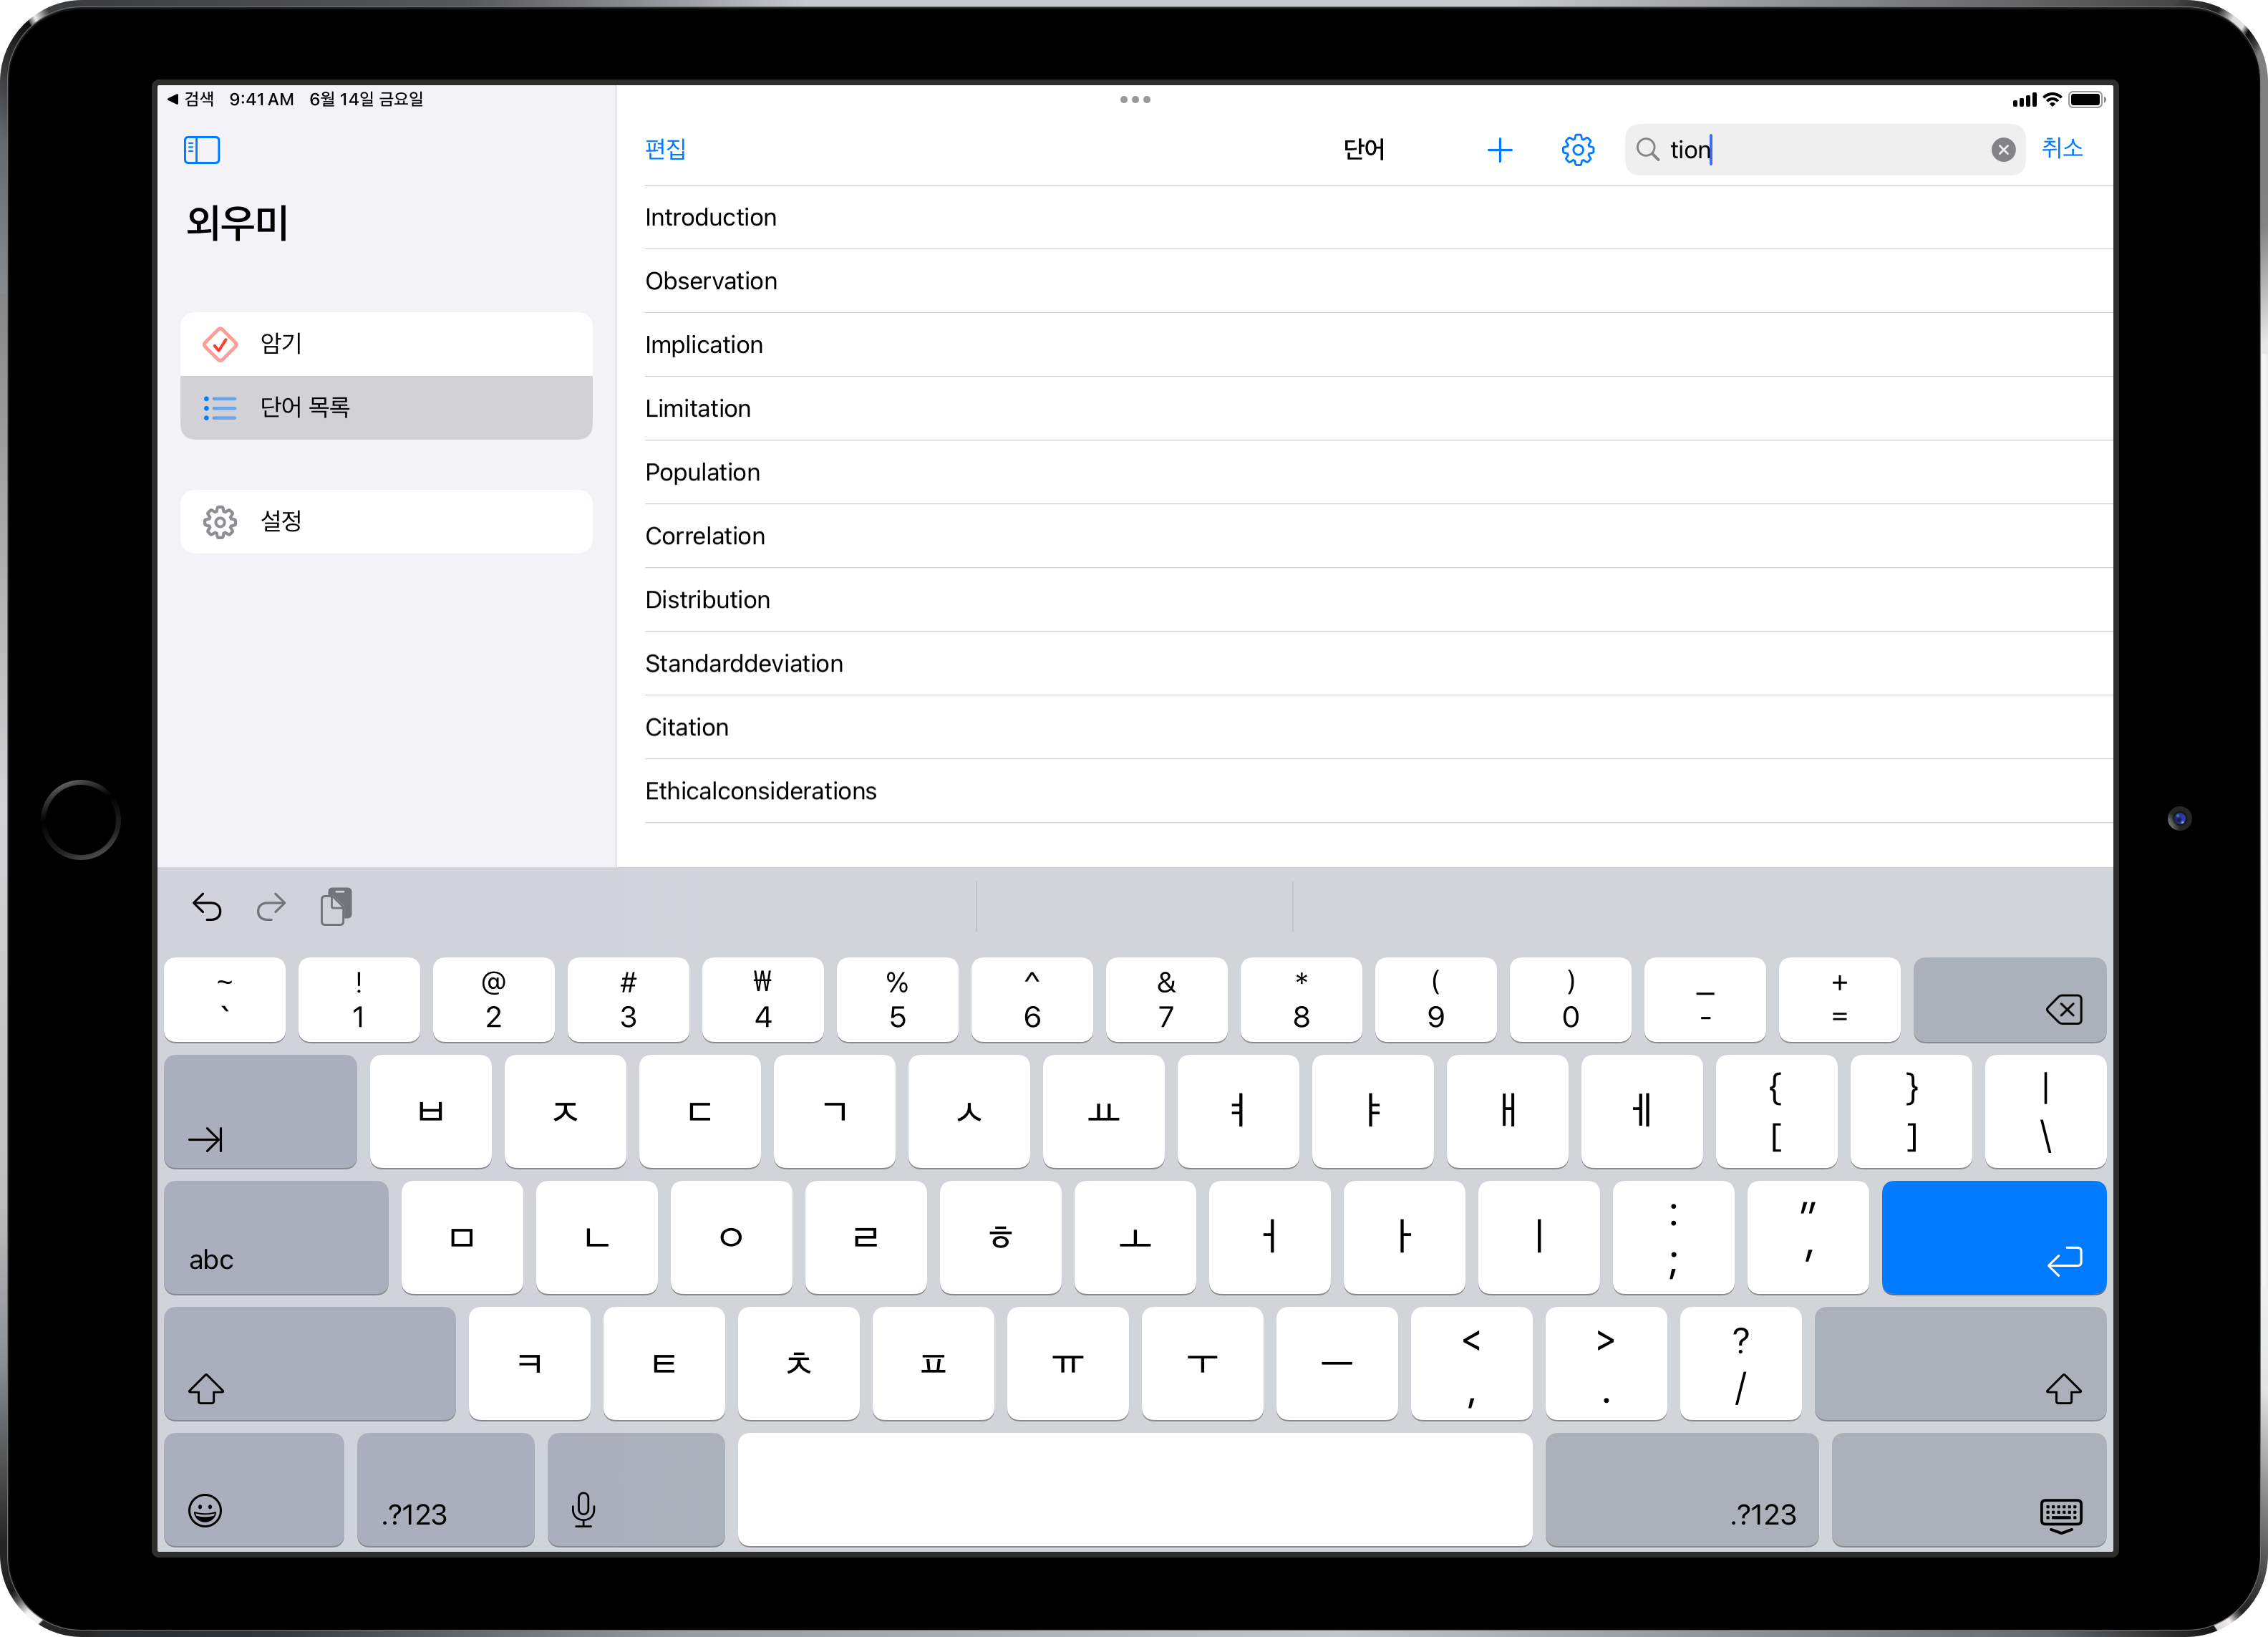 ◀ 검색 9:41 AM 6월 14일 금요일
외우미
암기
단어 목록
설정
편집 단어 tion 취소
Introduction
Observation
Implication
Limitation
Population
Correlation
Distribution
Standarddeviation
Citation
Ethicalconsiderations
~ ! @ # ₩ % ^ & * ( ) _ +
` 1 2 3 4 5 6 7 8 9 0 - =
ㅂ ㅈ ㄷ ㄱ ㅅ ㅛ ㅕ ㅑ ㅐ ㅔ { [ } ] | \
abc ㅁ ㄴ ㅇ ㄹ ㅎ ㅗ ㅓ ㅏ ㅣ : ; " '
ㅋ ㅌ ㅊ ㅍ ㅠ ㅜ ㅡ < , > . ? /
.?123 .?123